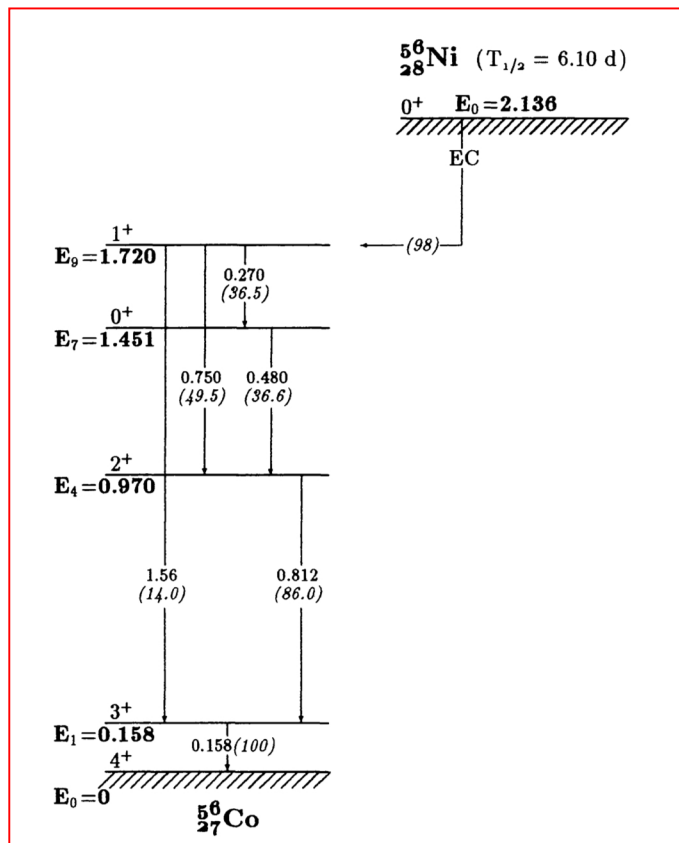 56
28Ni (T1/2 = 6.10 d)
0+ E0=2.136
EC
(98)
1+
E9=1.720
0.270
(36.5)
0+
E7=1.451
0.750
(49.5)
0.480
(36.6)
2+
E4=0.970
1.56
(14.0)
0.812
(86.0)
3+
E1=0.158
0.158(100)
4+
E0=0
56
27Co